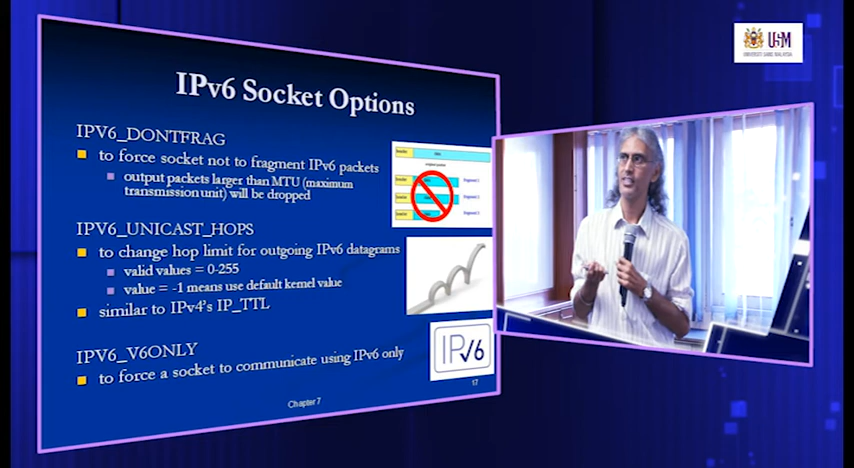 IPv6 Socket Options
IPV6_DONTFRAG
to force socket not to fragment IPv6 packets
output packets larger than MTU (maximum
transmission unit) will be dropped
IPV6_UNICAST_HOPS
to change hop limit for outgoing IPv6 datagrams
valid values = 0-255
value = -1 means use default kernel value
similar to IPv4's IP_TTL
IPV6_V6ONLY
to force a socket to communicate using IPv6 only
IPv6
Chapter 7
17
USM
UNIVERSITI SAINS MALAYSIA